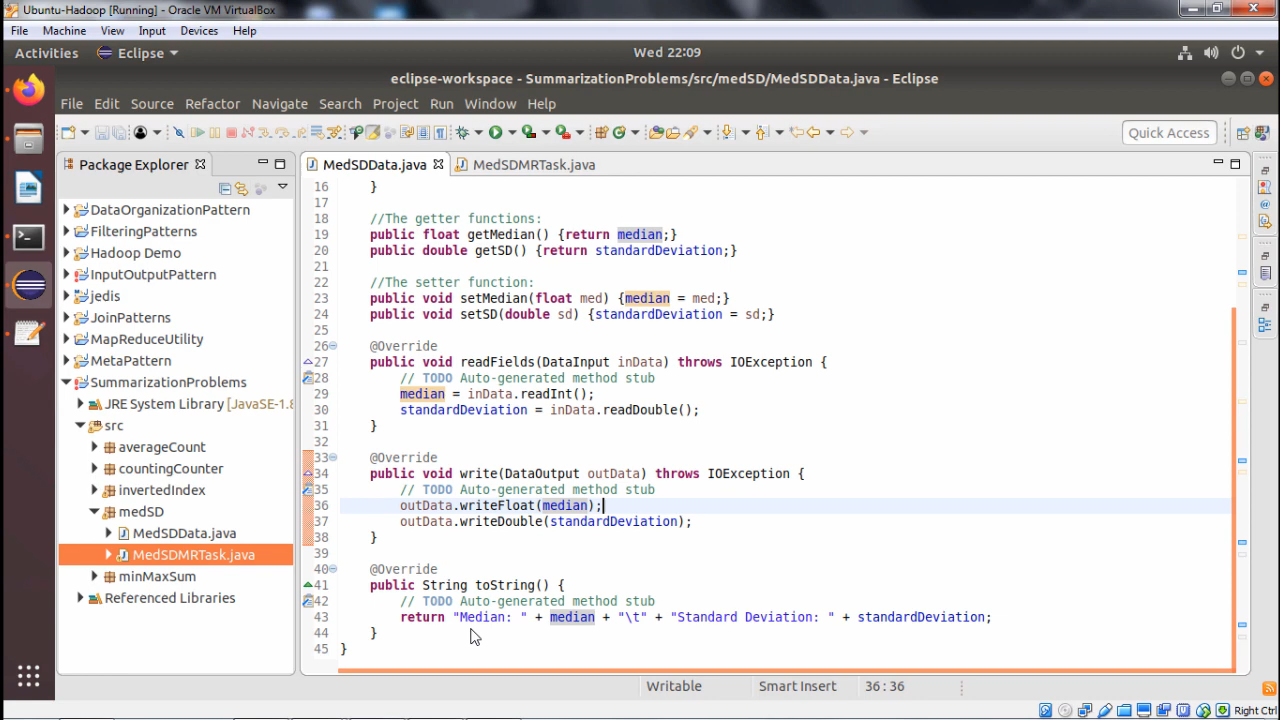 Ubuntu-Hadoop [Running] - Oracle VM VirtualBox
File Machine View Input Devices Help
Activities Eclipse Wed 22:09
eclipse-workspace - SummarizationProblems/src/medSD/MedSDData.java - Eclipse
File Edit Source Refactor Navigate Search Project Run Window Help
Quick Access
Package Explorer
DataOrganizationPattern
FilteringPatterns
Hadoop Demo
InputOutputPattern
jedis
JoinPatterns
MapReduceUtility
MetaPattern
SummarizationProblems
JRE System Library [JavaSE-1.8
src
averageCount
countingCounter
invertedIndex
medSD
MedSDData.java
MedSDMRTask.java
minMaxSum
Referenced Libraries
MedSDData.java MedSDMRTask.java
16 }
17
18 //The getter functions:
19 public float getMedian() {return median;}
20 public double getSD() {return standardDeviation;}
21
22 //The setter function:
23 public void setMedian(float med) {median = med;}
24 public void setSD(double sd) {standardDeviation = sd;}
25
26 @Override
27 public void readFields(DataInput inData) throws IOException {
28 // TODO Auto-generated method stub
29 median = inData.readInt();
30 standardDeviation = inData.readDouble();
31 }
32
33 @Override
34 public void write(DataOutput outData) throws IOException {
35 // TODO Auto-generated method stub
36 outData.writeFloat(median);
37 outData.writeDouble(standardDeviation);
38 }
39
40 @Override
41 public String toString() {
42 // TODO Auto-generated method stub
43 return "Median: " + median + "\t" + "Standard Deviation: " + standardDeviation;
44 }
45 }
Writable Smart Insert 36:36
Right Ctrl